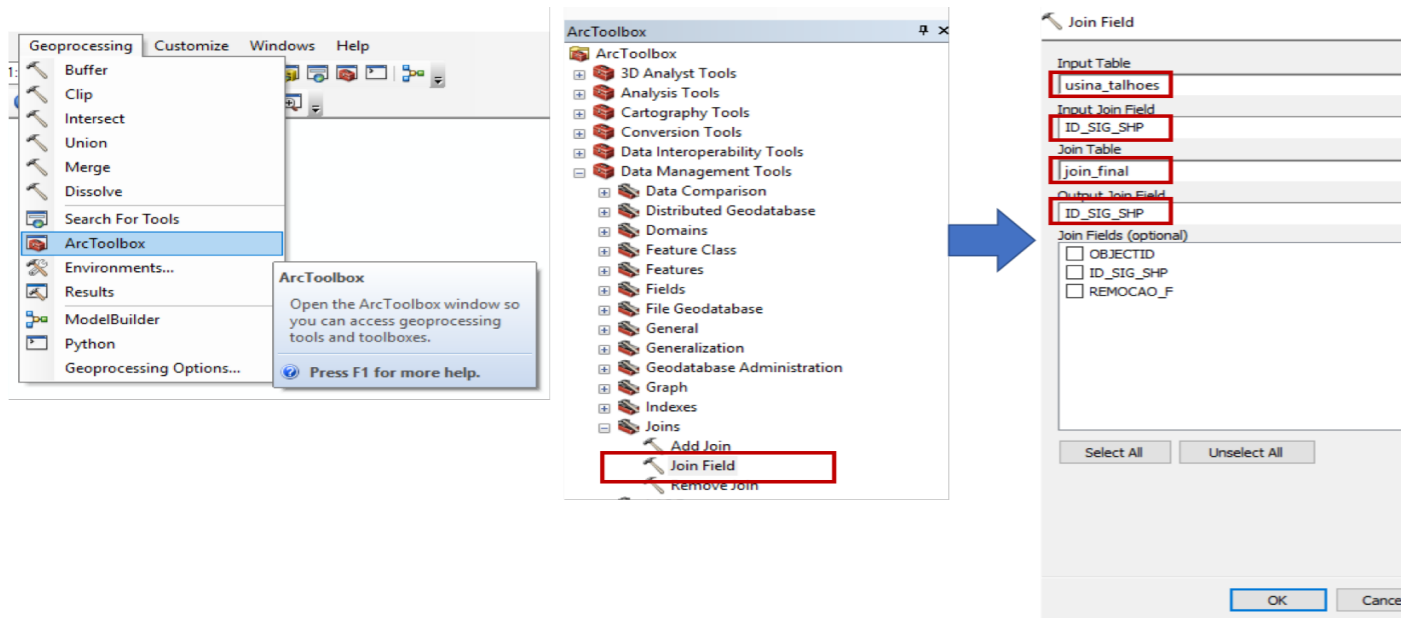 Geoprocessing Customize Windows Help
1:
Buffer
Clip
Intersect
Union
Merge
Dissolve
Search For Tools
ArcToolbox
Environments...
Results
ModelBuilder
Python
Geoprocessing Options...
ArcToolbox
Open the ArcToolbox window so
you can access geoprocessing
tools and toolboxes.
Press F1 for more help.
ArcToolbox
ArcToolbox
3D Analyst Tools
Analysis Tools
Cartography Tools
Conversion Tools
Data Interoperability Tools
Data Management Tools
Data Comparison
Distributed Geodatabase
Domains
Feature Class
Features
Fields
File Geodatabase
General
Generalization
Geodatabase Administration
Graph
Indexes
Joins
Add Join
Join Field
Remove Join
Join Field
Input Table
usina_talhoes
Input Join Field
ID_SIG_SHP
Join Table
join_final
Output Join Field
ID_SIG_SHP
Join Fields (optional)
OBJECTID
ID_SIG_SHP
REMOCAO_F
Select All Unselect All
OK Cance